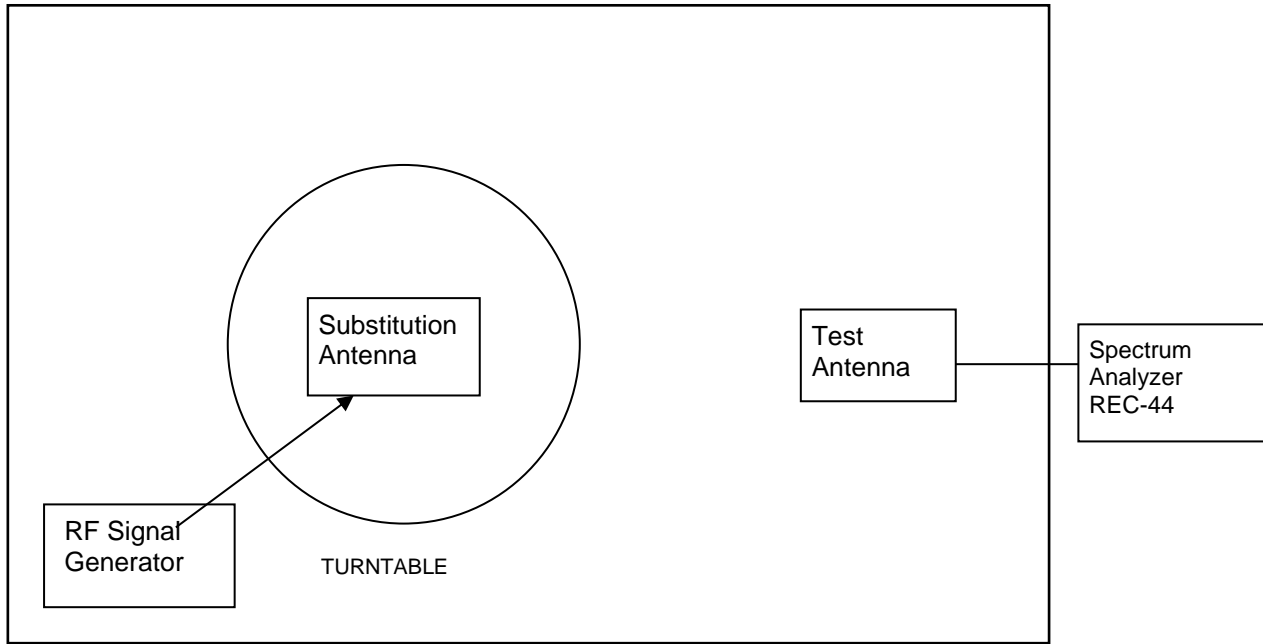 Substitution
Antenna
Test
Antenna
Spectrum
Analyzer
REC-44
RF Signal
Generator
TURNTABLE